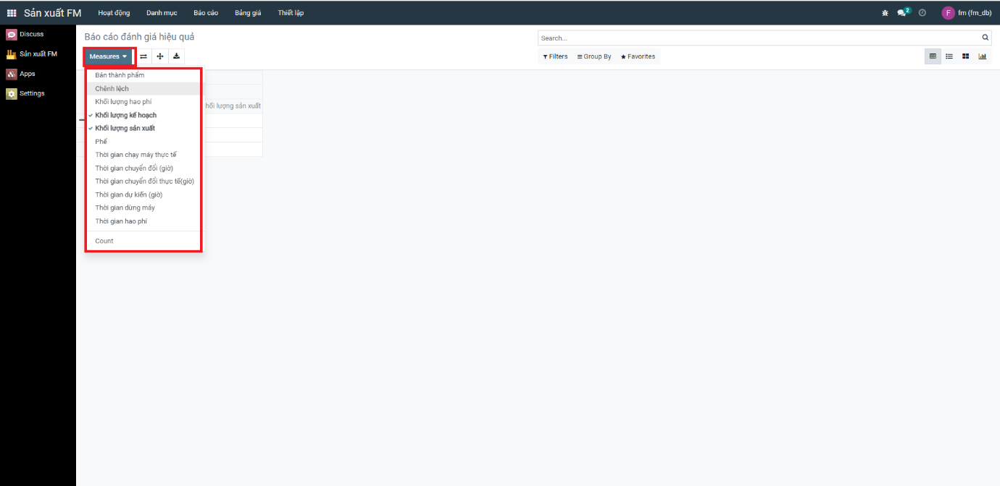 Sản xuất FM
Hoạt động
Danh mục
Báo cáo
Bảng giá
Thiết lập
2
F
fm (fm_db)
Discuss
Sản xuất FM
Apps
Settings
Báo cáo đánh giá hiệu quả
Search...
Measures
Filters
Group By
Favorites
Bán thành phẩm
Chênh lệch
Khối lượng hao phí
Khối lượng kế hoạch
Khối lượng sản xuất
Phế
Thời gian chạy máy thực tế
Thời gian chuyển đổi (giờ)
Thời gian chuyển đổi thực tế(giờ)
Thời gian dự kiến (giờ)
Thời gian dừng máy
Thời gian hao phí
Count
hối lượng sản xuất